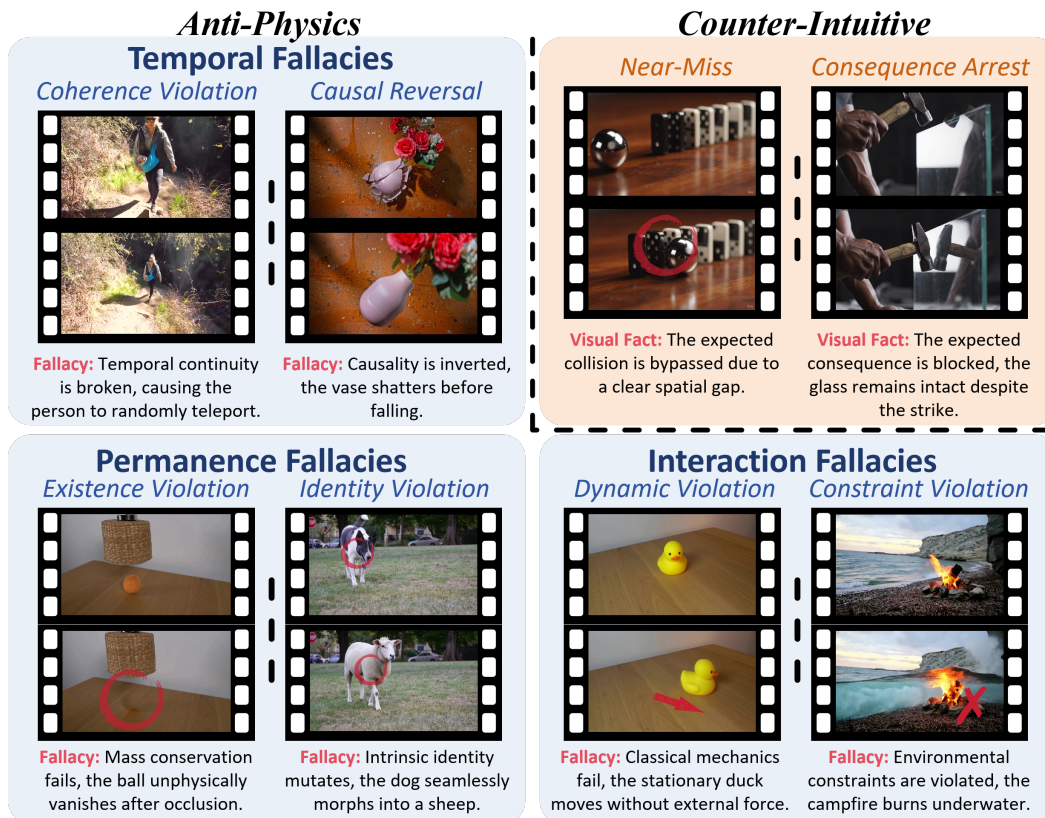 Anti-Physics
Counter-Intuitive
Temporal Fallacies
Coherence Violation
Causal Reversal
Fallacy: Temporal continuity
is broken, causing the
person to randomly teleport.
Fallacy: Causality is inverted,
the vase shatters before
falling.
Near-Miss
Consequence Arrest
Visual Fact: The expected
collision is bypassed due to
a clear spatial gap.
Visual Fact: The expected
consequence is blocked, the
glass remains intact despite
the strike.
Permanence Fallacies
Existence Violation
Identity Violation
Fallacy: Mass conservation
fails, the ball unphysically
vanishes after occlusion.
Fallacy: Intrinsic identity
mutates, the dog seamlessly
morphs into a sheep.
Interaction Fallacies
Dynamic Violation
Constraint Violation
Fallacy: Classical mechanics
fail, the stationary duck
moves without external force.
Fallacy: Environmental
constraints are violated, the
campfire burns underwater.